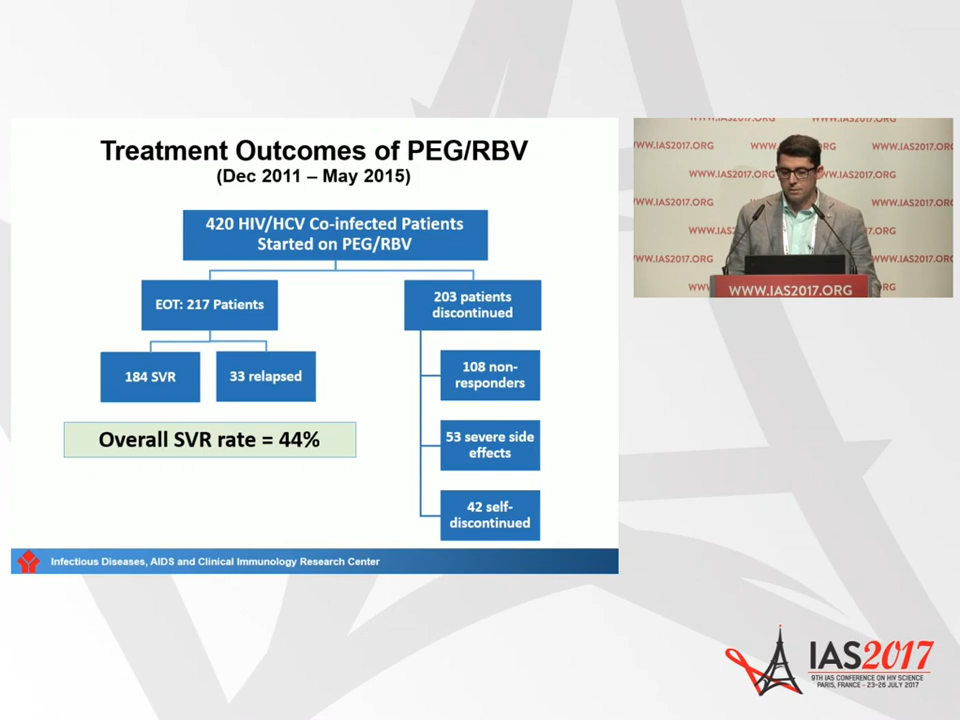 Treatment Outcomes of PEG/RBV
(Dec 2011 – May 2015)
420 HIV/HCV Co-infected Patients
Started on PEG/RBV
EOT: 217 Patients
203 patients
discontinued
184 SVR
33 relapsed
108 non-
responders
Overall SVR rate = 44%
53 severe side
effects
42 self-
discontinued
Infectious Diseases, AIDS and Clinical Immunology Research Center
WWW.IAS2017.ORG
WWW.IAS2017.ORG
WWW.IAS2017.ORG
WWW.IAS2017.ORG
IAS2017
9TH IAS CONFERENCE ON HIV SCIENCE
PARIS, FRANCE - 23-26 JULY 2017